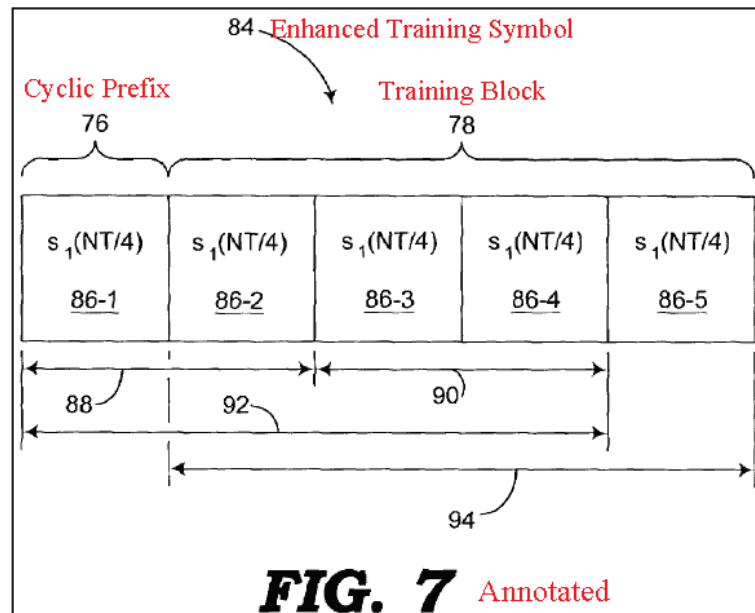 84 Enhanced Training Symbol
Cyclic Prefix Training Block
76 78
s₁(NT/4) s₁(NT/4) s₁(NT/4) s₁(NT/4) s₁(NT/4)
86-1 86-2 86-3 86-4 86-5
88 90
92
94
FIG. 7 Annotated